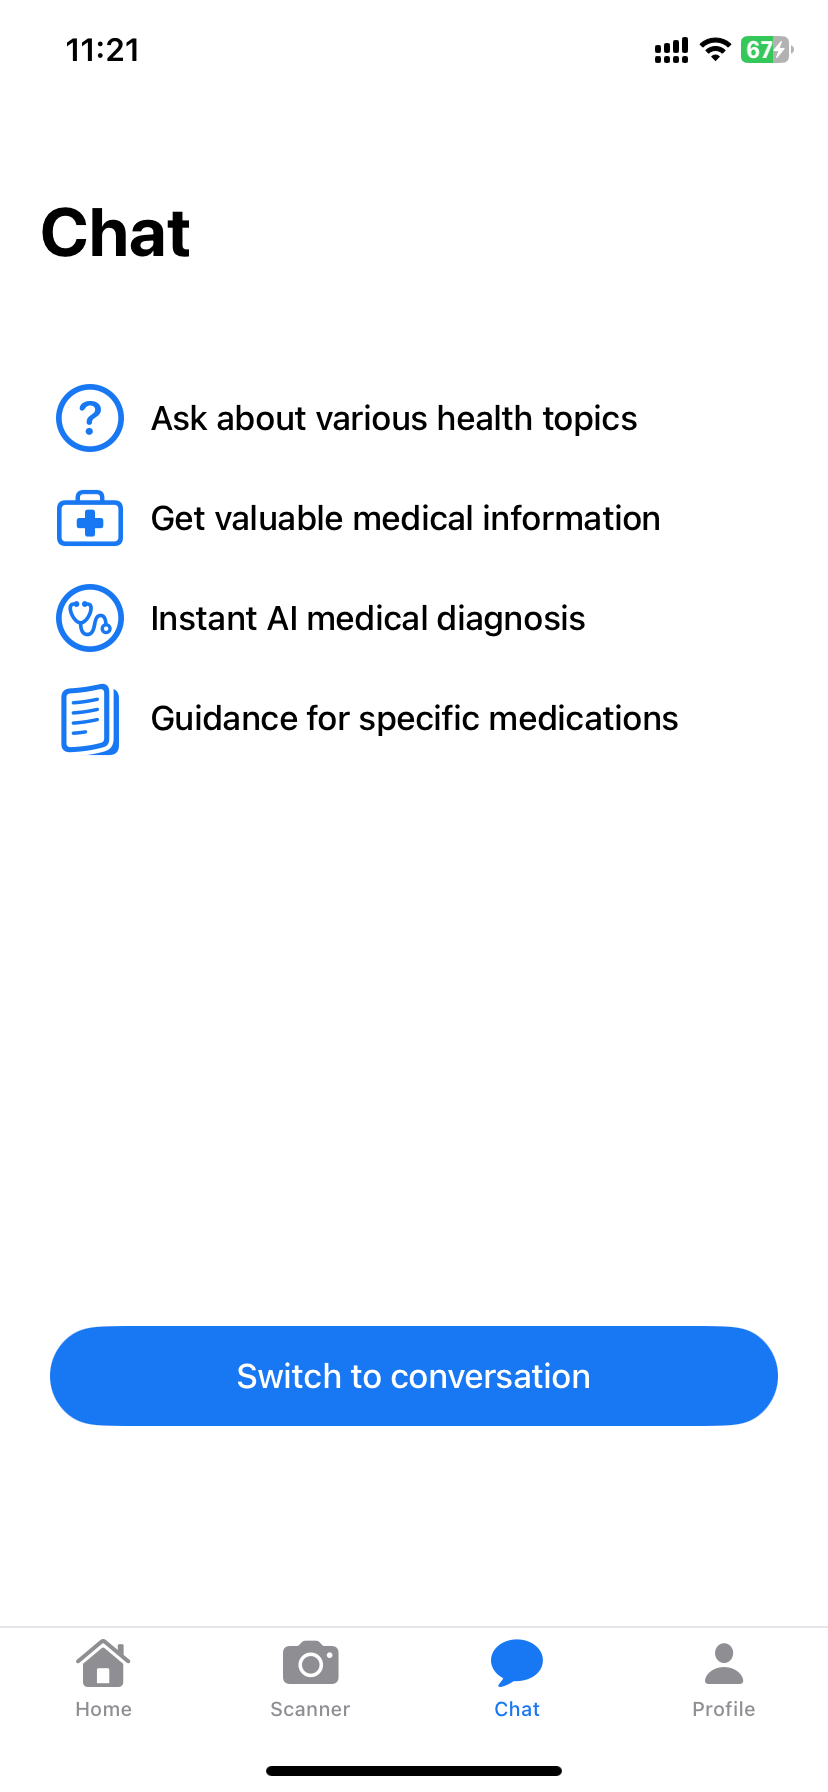 11:21
67
Chat
Ask about various health topics
Get valuable medical information
Instant AI medical diagnosis
Guidance for specific medications
Switch to conversation
Home
Scanner
Chat
Profile